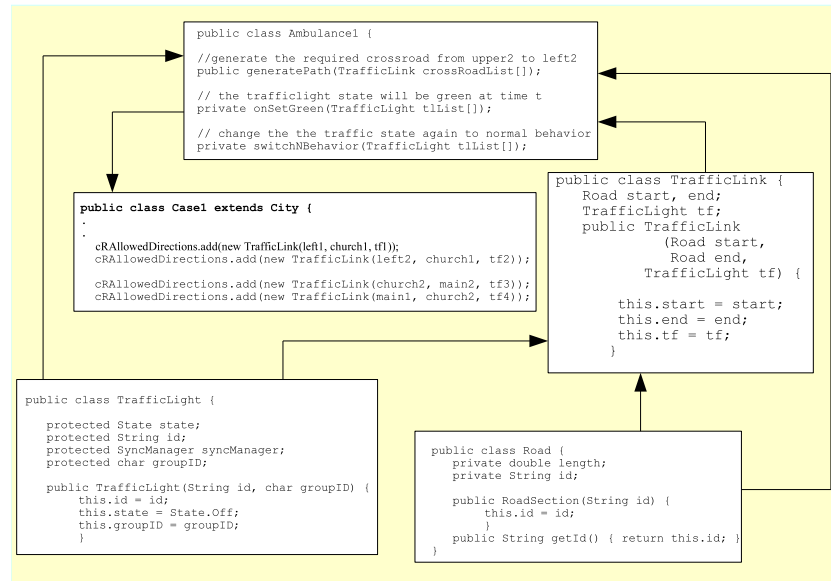 public class Ambulance1 {
//generate the required crossroad from upper2 to left2
public generatePath(TrafficLink crossRoadList[]);
// the trafficlight state will be green at time t
private onSetGreen(TrafficLight tlList[]);
// change the the traffic state again to normal behavior
private switchNBehavior(TrafficLight tlList[]);
public class Case1 extends City {
.
.
cRAllowedDirections.add(new TrafficLink(left1, church1, tf1));
cRAllowedDirections.add(new TrafficLink(left2, church1, tf2));
cRAllowedDirections.add(new TrafficLink(church2, main2, tf3));
cRAllowedDirections.add(new TrafficLink(main1, church2, tf4));
public class TrafficLink {
Road start, end;
TrafficLight tf;
public TrafficLink
(Road start,
Road end,
TrafficLight tf) {
this.start = start;
this.end = end;
this.tf = tf;
}
public class TrafficLight {
protected State state;
protected String id;
protected SyncManager syncManager;
protected char groupID;
public TrafficLight(String id, char groupID) {
this.id = id;
this.state = State.Off;
this.groupID = groupID;
}
public class Road {
private double length;
private String id;
public RoadSection(String id) {
this.id = id;
}
public String getId() { return this.id; }
}